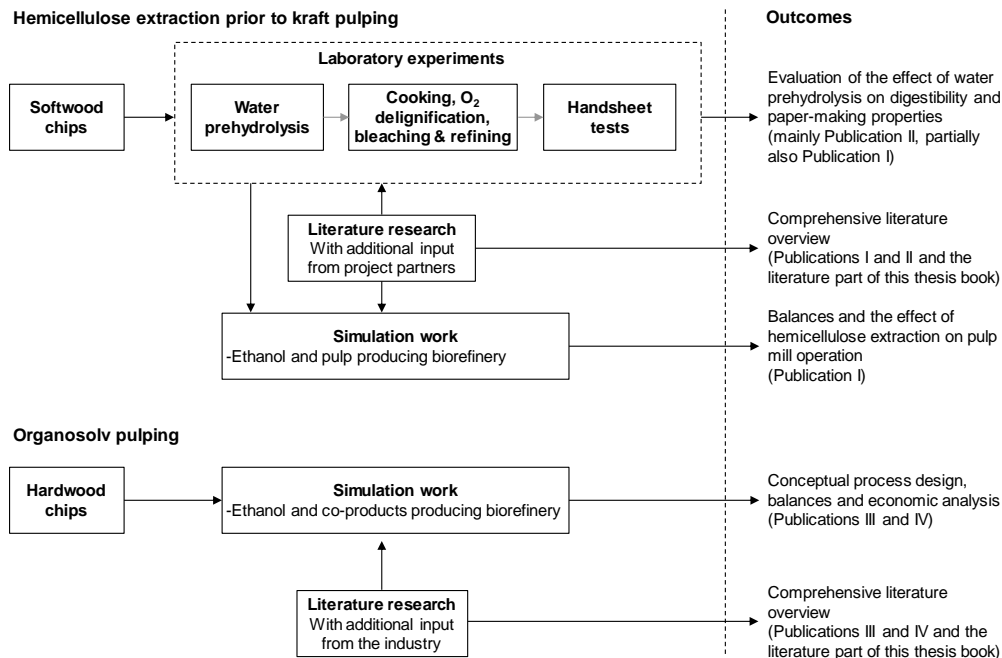 Hemicellulose extraction prior to kraft pulping
Outcomes
Laboratory experiments
Softwood
chips
Water
prehydrolysis
Cooking, O₂
delignification,
bleaching & refining
Handsheet
tests
Evaluation of the effect of water
prehydrolysis on digestibility and
paper-making properties
(mainly Publication II, partially
also Publication I)
Literature research
With additional input
from project partners
Comprehensive literature
overview
(Publications I and II and the
literature part of this thesis book)
Simulation work
-Ethanol and pulp producing biorefinery
Balances and the effect of
hemicellulose extraction on pulp
mill operation
(Publication I)
Organosolv pulping
Hardwood
chips
Simulation work
-Ethanol and co-products producing biorefinery
Conceptual process design,
balances and economic analysis
(Publications III and IV)
Literature research
With additional input
from the industry
Comprehensive literature
overview
(Publications III and IV and the
literature part of this thesis book)